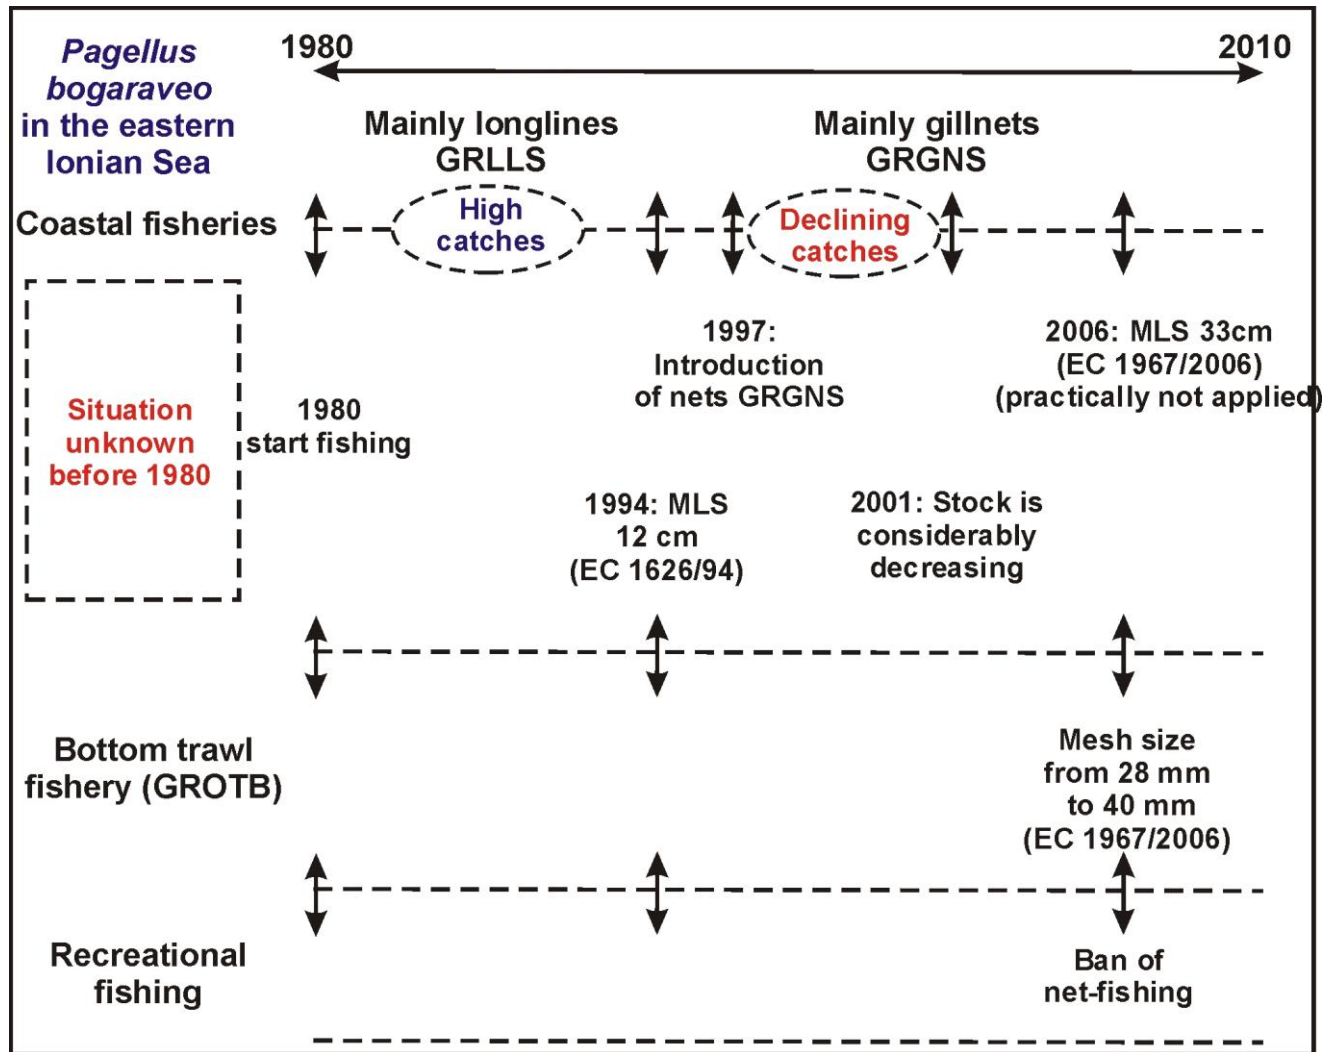 Pagellus
bogaraveo
in the eastern
Ionian Sea
1980
2010
Mainly longlines
GRLLS
Mainly gillnets
GRGNS
Coastal fisheries
High
catches
Declining
catches
Situation
unknown
before 1980
1980
start fishing
1997:
Introduction
of nets GRGNS
2006: MLS 33cm
(EC 1967/2006)
(practically not applied)
1994: MLS
12 cm
(EC 1626/94)
2001: Stock is
considerably
decreasing
Bottom trawl
fishery (GROTB)
Mesh size
from 28 mm
to 40 mm
(EC 1967/2006)
Recreational
fishing
Ban of
net-fishing